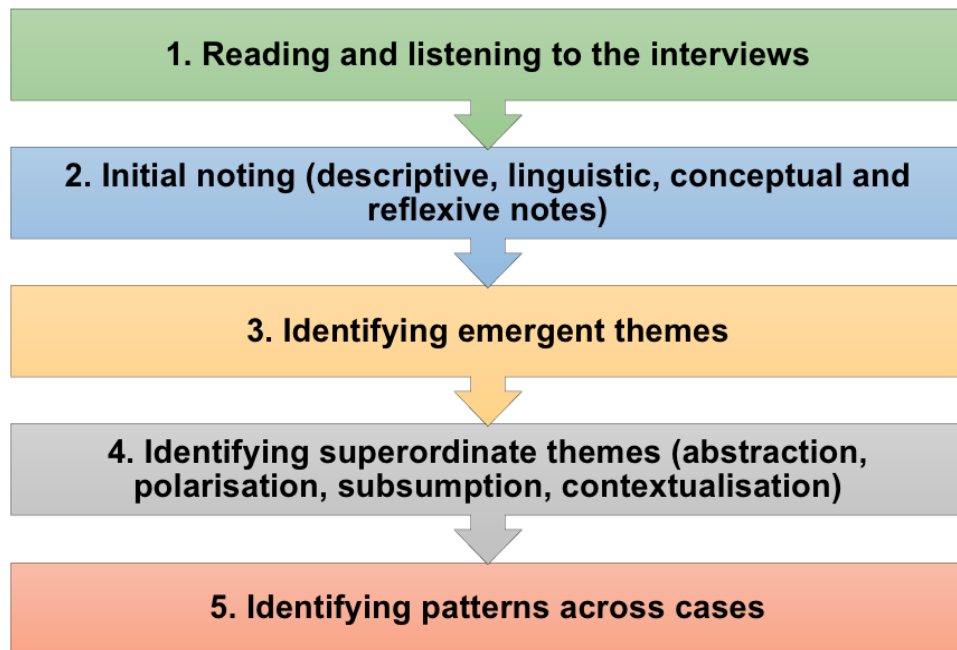 1. Reading and listening to the interviews
2. Initial noting (descriptive, linguistic, conceptual and
reflexive notes)
3. Identifying emergent themes
4. Identifying superordinate themes (abstraction,
polarisation, subsumption, contextualisation)
5. Identifying patterns across cases